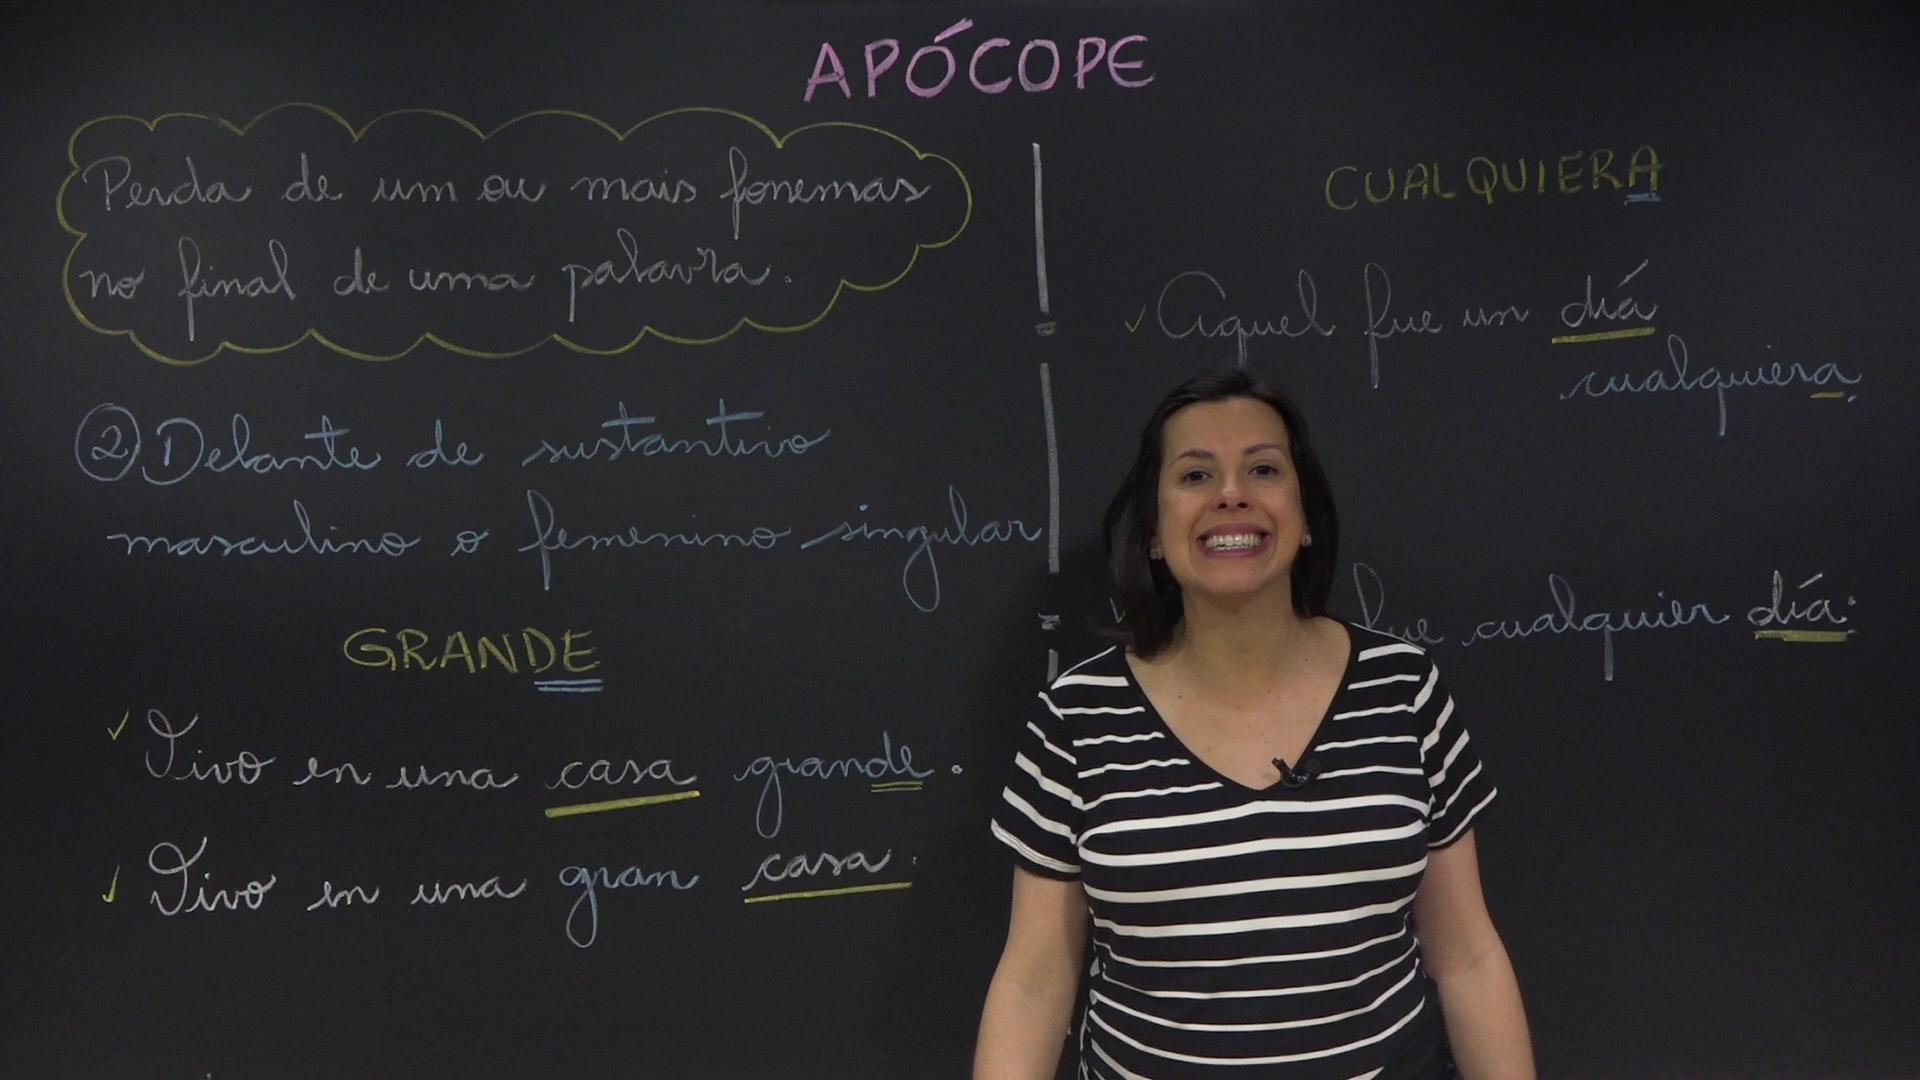 APÓCOPE
Perda de um ou mais fonemas
no final de uma palavra.
② Delante de sustantivo
masculino o femenino singular
GRANDE
✓ Vivo en una casa grande.
✓ Vivo en una gran casa.
CUALQUIERA
✓ Aquel fue un día
cualquiera.
✓ fue cualquier día.